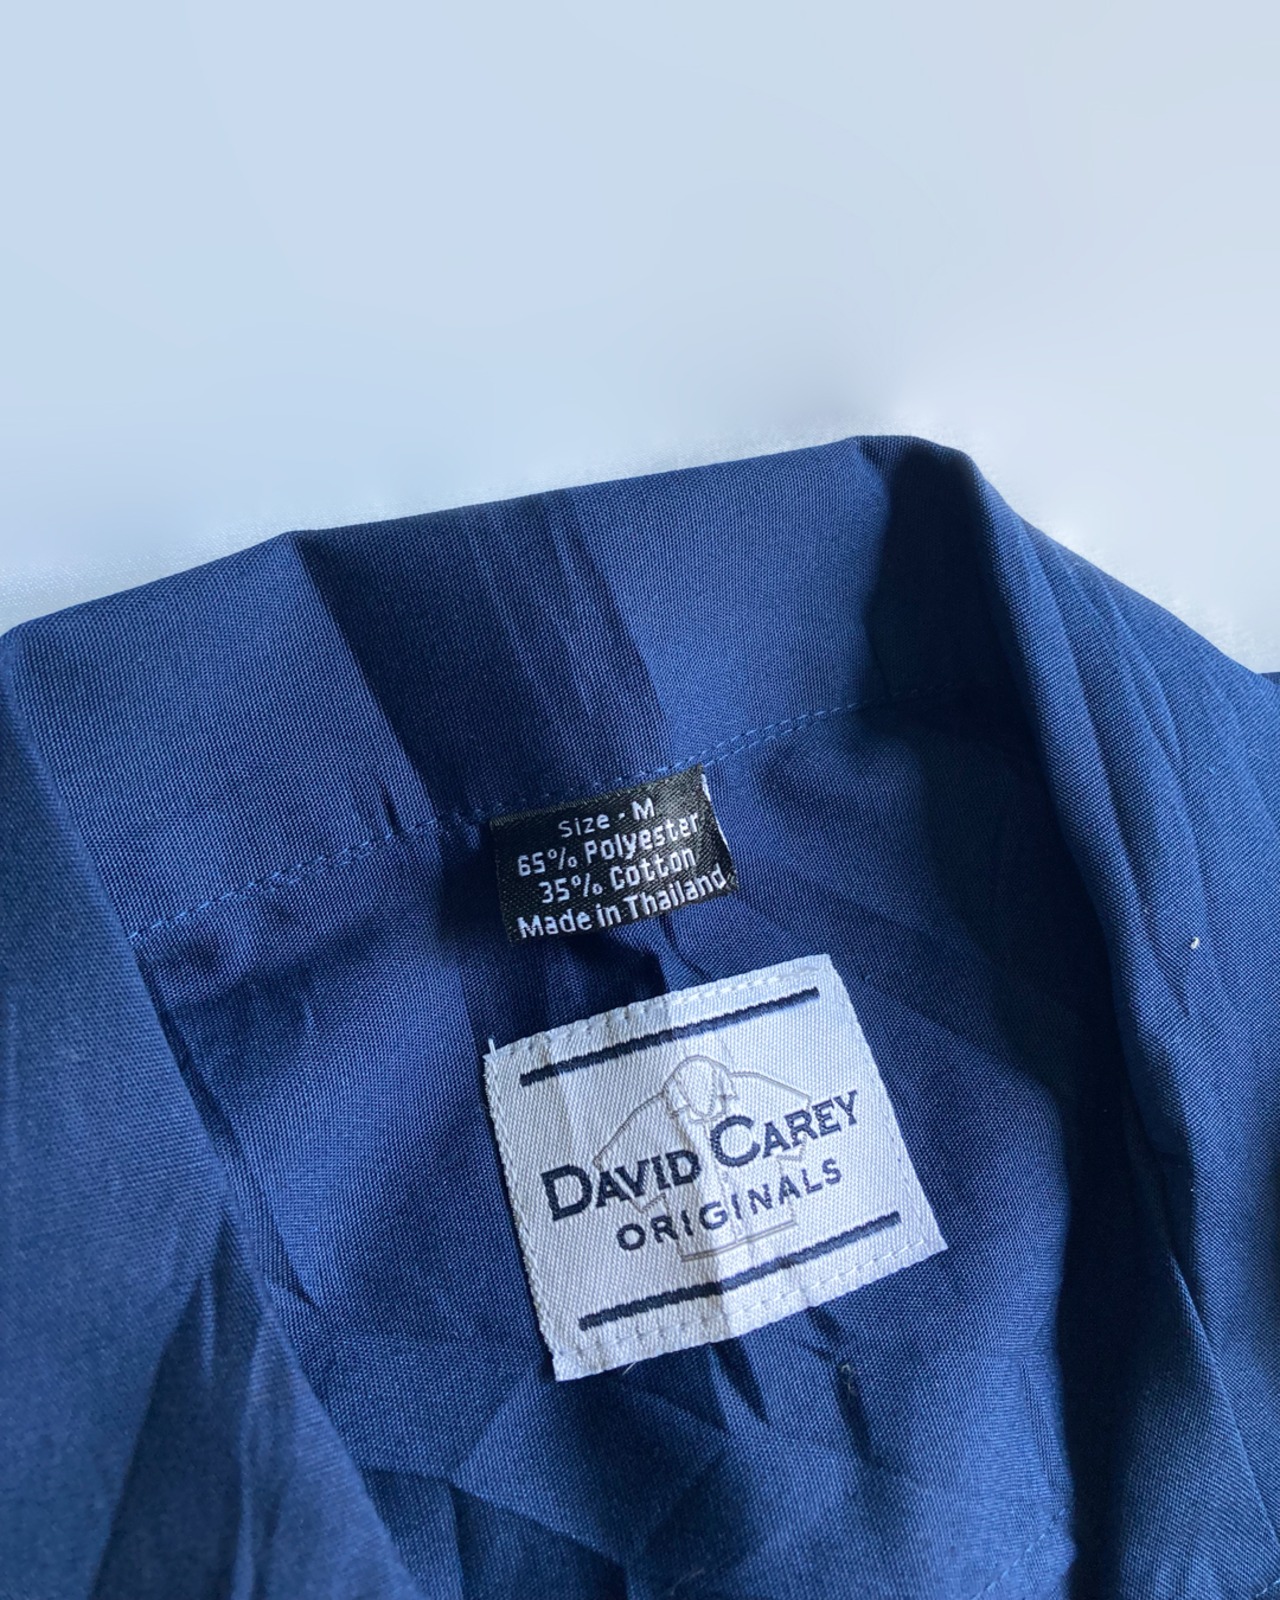 Size - M
65% Polyester
35% Cotton
Made in Thailand
DAVID CAREY
ORIGINALS